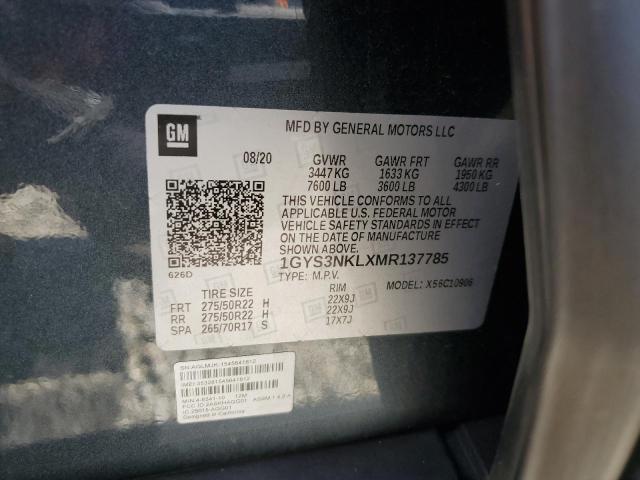 GM
MFD BY GENERAL MOTORS LLC
08/20 GVWR GAWR FRT GAWR RR
3447 KG 1633 KG 1950 KG
7600 LB 3600 LB 4300 LB
THIS VEHICLE CONFORMS TO ALL
APPLICABLE U.S. FEDERAL MOTOR
VEHICLE SAFETY STANDARDS IN
EFFECT ON THE DATE OF MANUFACTURE
SHOWN ABOVE.
626D 1GYS3NKLXMR137785
TYPE: M.P.V. MODEL: X56C10906
TIRE SIZE RIM
FRT 275/50R22 H 22X9J
RR 275/50R22 H 22X9J
SPA 265/70R17 S 17X7J
Designed in California